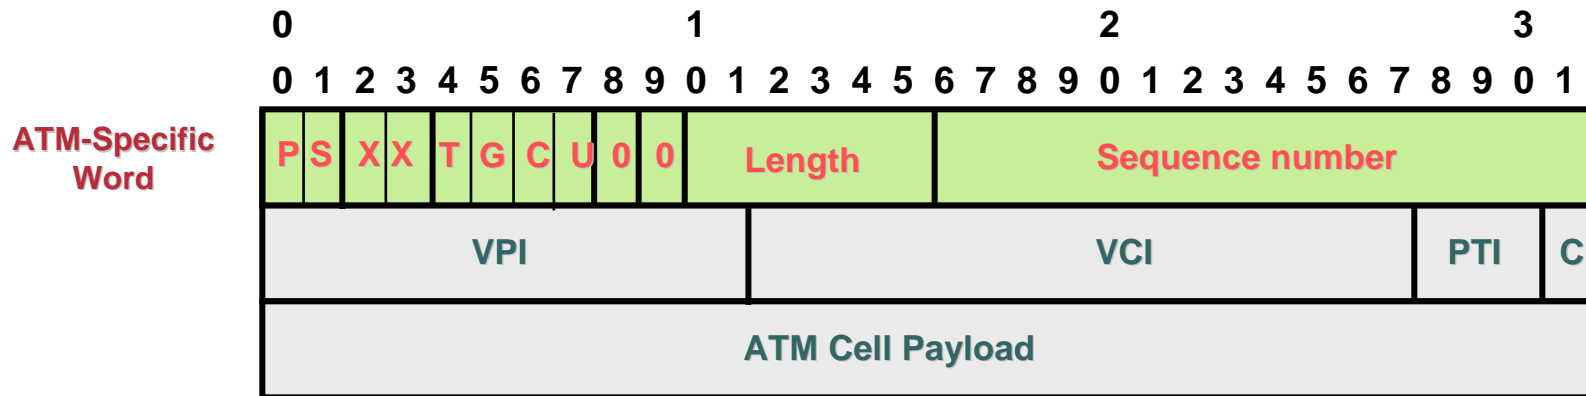 0 1 2 3
0 1 2 3 4 5 6 7 8 9 0 1 2 3 4 5 6 7 8 9 0 1 2 3 4 5 6 7 8 9 0 1
ATM-Specific
Word
P S X X T G C U 0 0 Length Sequence number
VPI VCI PTI C
ATM Cell Payload